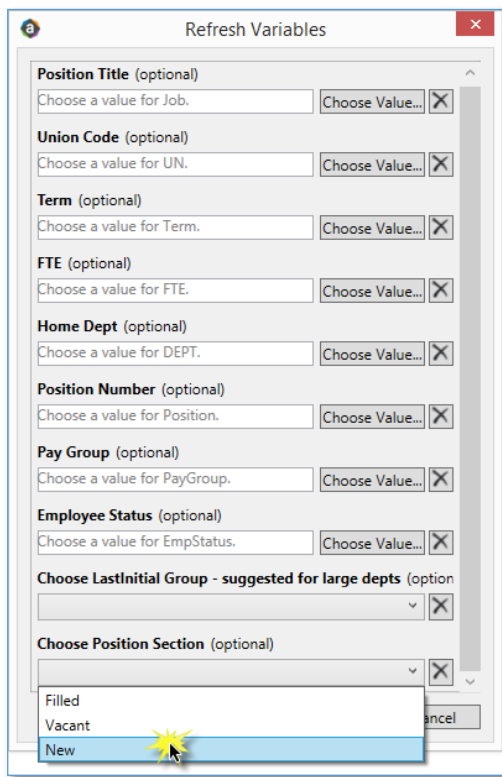 a
Refresh Variables
Position Title (optional)
Choose a value for Job.
Choose Value...
Union Code (optional)
Choose a value for UN.
Choose Value...
Term (optional)
Choose a value for Term.
Choose Value...
FTE (optional)
Choose a value for FTE.
Choose Value...
Home Dept (optional)
Choose a value for DEPT.
Choose Value...
Position Number (optional)
Choose a value for Position.
Choose Value...
Pay Group (optional)
Choose a value for PayGroup.
Choose Value...
Employee Status (optional)
Choose a value for EmpStatus.
Choose Value...
Choose LastInitial Group - suggested for large depts (option
Choose Position Section (optional)
Filled
Vacant
New
ancel